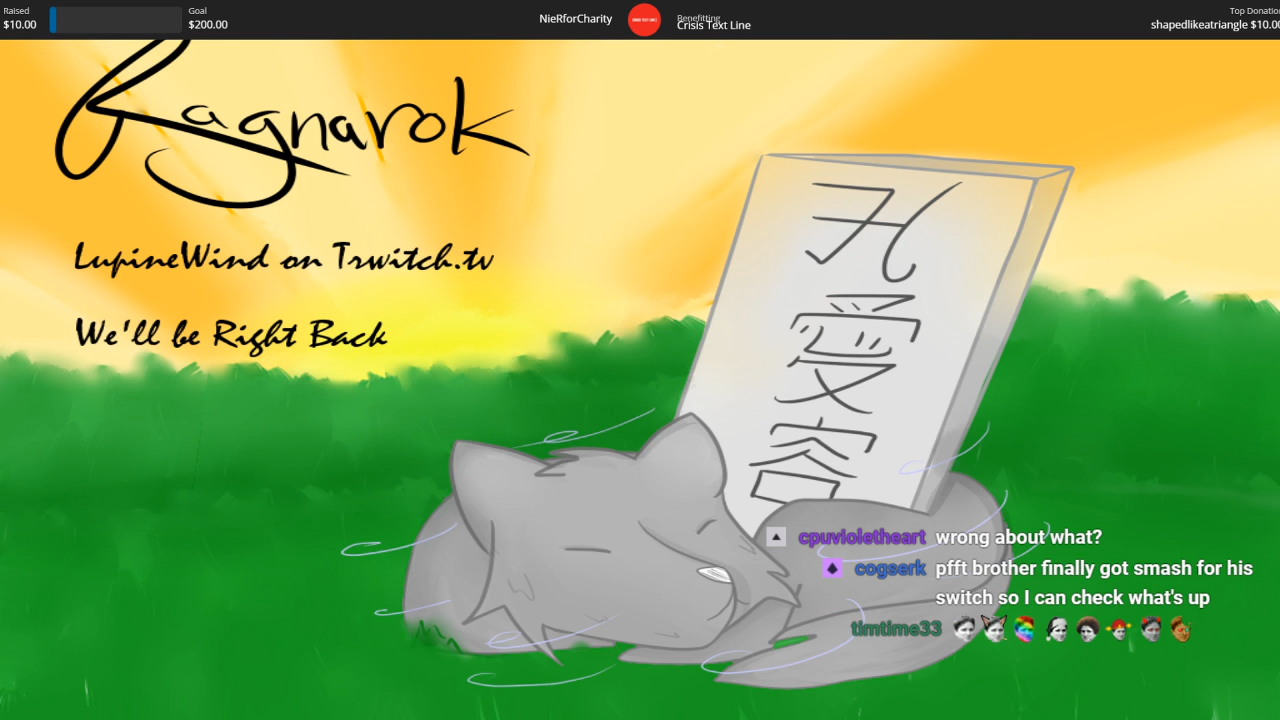 Raised
$10.00
Goal
$200.00
NieRforCharity
Benefitting
Crisis Text Line
Top Donation
shapedlikeatriangle $10.00
Ragnarok
LupineWind on Trwitch.tv
We'll be Right Back
cpuvioletheart wrong about what?
cogserk pfft brother finally got smash for his
switch so I can check what's up
timtime33